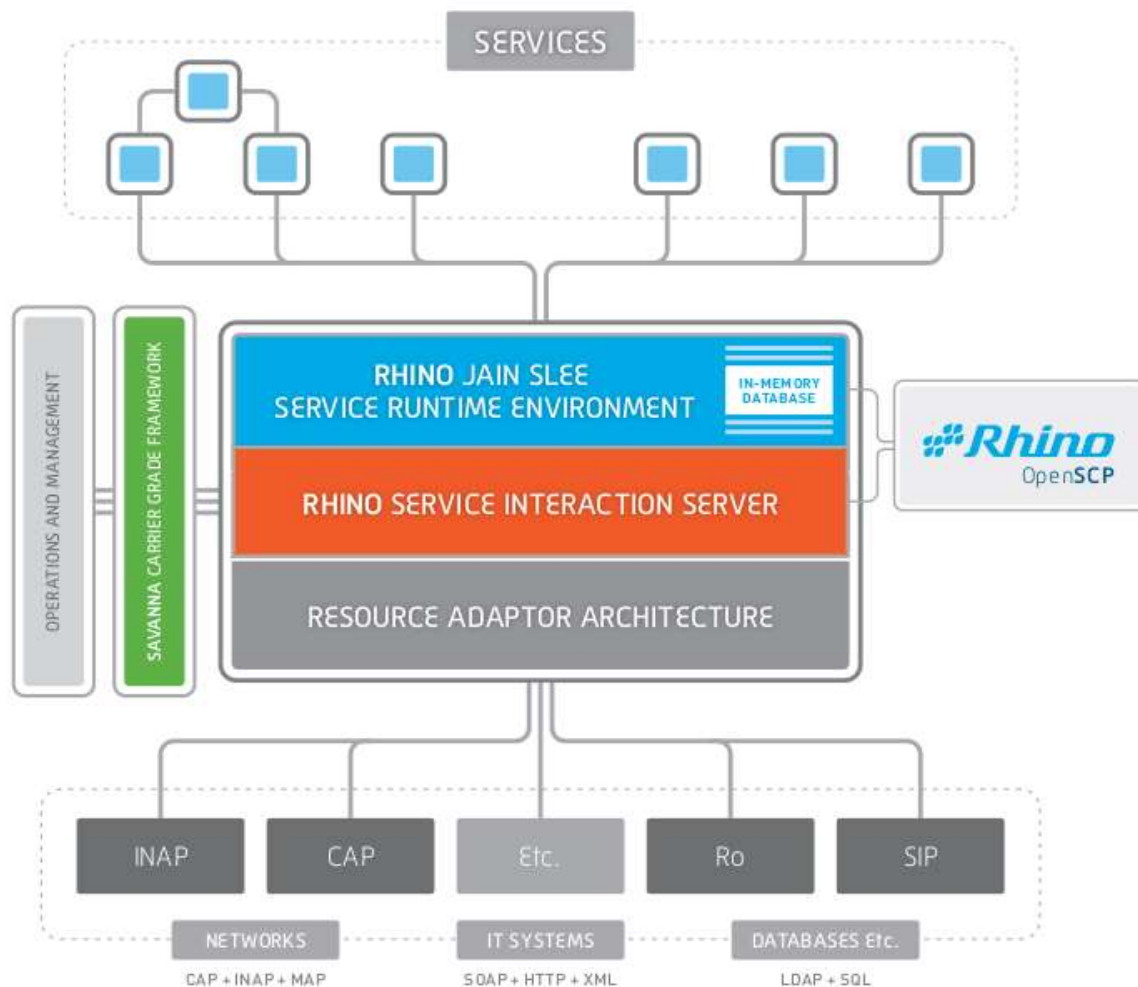 SERVICES
OPERATIONS AND MANAGEMENT
SAVANNA CARRIER GRADE FRAMEWORK
RHINO JAIN SLEE
SERVICE RUNTIME ENVIRONMENT
IN-MEMORY
DATABASE
RHINO SERVICE INTERACTION SERVER
RESOURCE ADAPTOR ARCHITECTURE
Rhino
OpenSCP
INAP
CAP
Etc.
Ro
SIP
NETWORKS
IT SYSTEMS
DATABASES Etc.
CAP + INAP + MAP
SOAP + HTTP + XML
LDAP + SQL